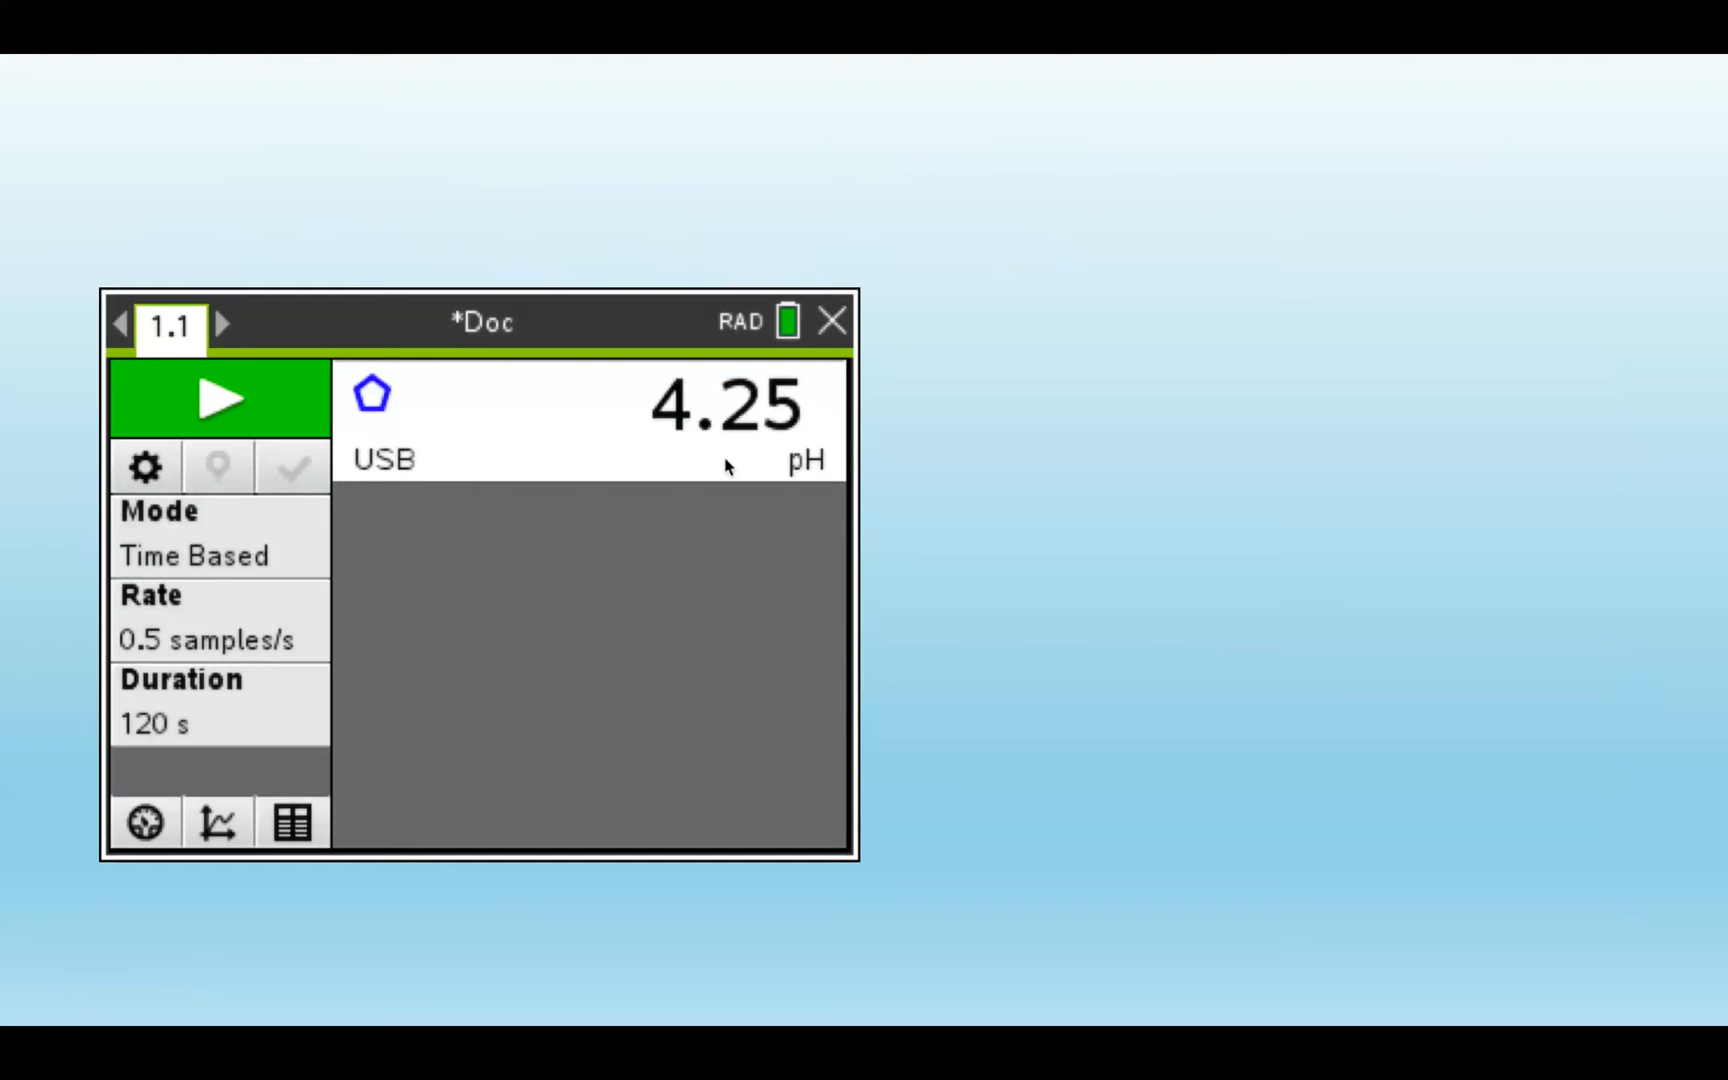 1.1 *Doc RAD
4.25
USB pH
Mode
Time Based
Rate
0.5 samples/s
Duration
120 s